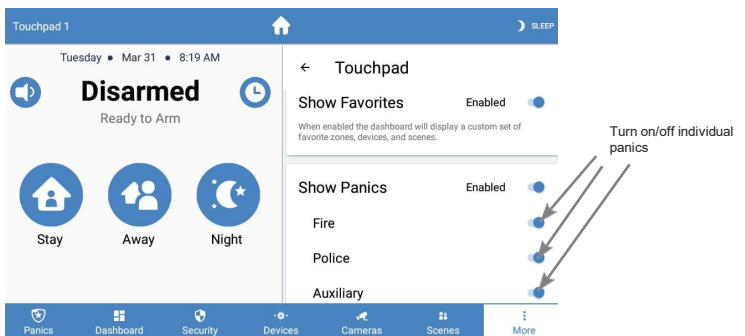 Touchpad 1
SLEEP
Tuesday ● Mar 31 ● 8:19 AM
Disarmed
Ready to Arm
Stay
Away
Night
Touchpad
Show Favorites Enabled
When enabled the dashboard will display a custom set of
favorite zones, devices, and scenes.
Show Panics Enabled
Fire
Police
Auxiliary
Turn on/off individual
panics
Panics Dashboard Security Devices Cameras Scenes More